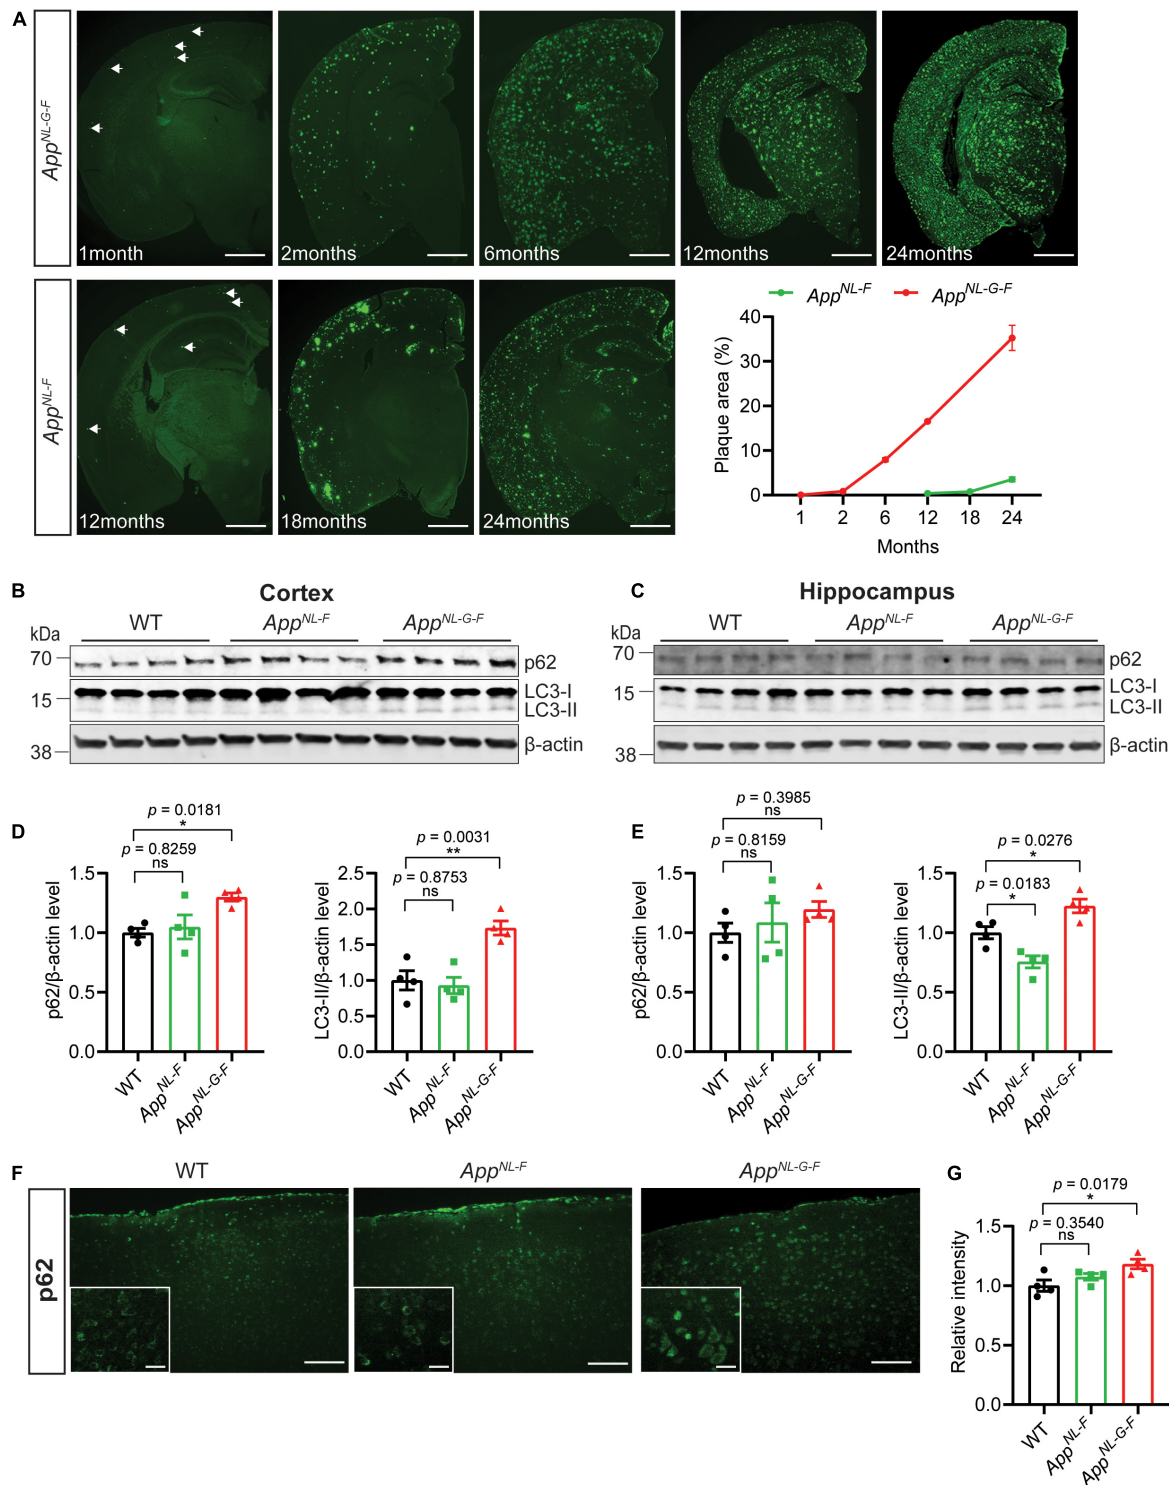 A
App^NL-G-F
1month
2months
6months
12months
24months
App^NL-F
12months
18months
24months
App^NL-F
App^NL-G-F
Plaque area (%)
40
30
20
10
0
1 2 6 12 18 24
Months
B
Cortex
WT
App^NL-F
App^NL-G-F
kDa
70
p62
15
LC3-I
LC3-II
38
β-actin
C
Hippocampus
WT
App^NL-F
App^NL-G-F
kDa
70
p62
15
LC3-I
LC3-II
38
β-actin
D
p = 0.0181
*
p = 0.8259
ns
p62/β-actin level
1.5
1.0
0.5
0.0
WT
App^NL-F
App^NL-G-F
p = 0.0031
**
p = 0.8753
ns
LC3-II/β-actin level
2.5
2.0
1.5
1.0
0.5
0.0
WT
App^NL-F
App^NL-G-F
E
p = 0.3985
ns
p = 0.8159
ns
p62/β-actin level
1.5
1.0
0.5
0.0
WT
App^NL-F
App^NL-G-F
p = 0.0276
*
p = 0.0183
*
LC3-II/β-actin level
1.5
1.0
0.5
0.0
WT
App^NL-F
App^NL-G-F
F
WT
App^NL-F
App^NL-G-F
p62
G
p = 0.0179
*
p = 0.3540
ns
Relative intensity
1.5
1.0
0.5
0.0
WT
App^NL-F
App^NL-G-F